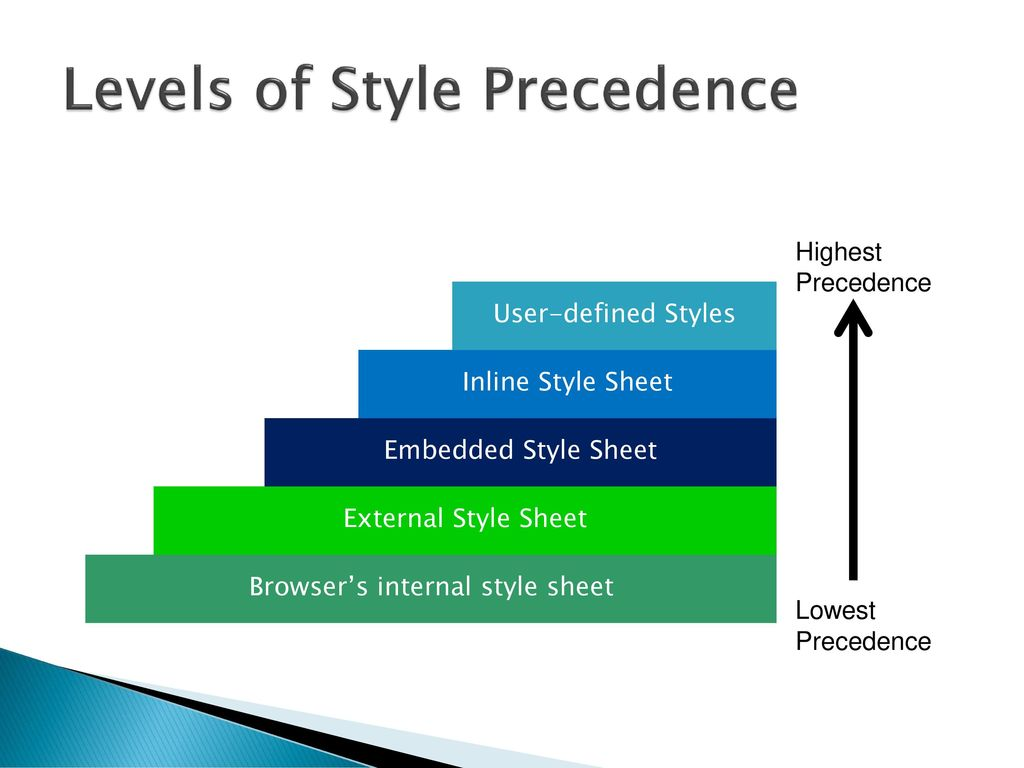 Levels of Style Precedence
Highest
Precedence
User-defined Styles
Inline Style Sheet
Embedded Style Sheet
External Style Sheet
Browser’s internal style sheet
Lowest
Precedence